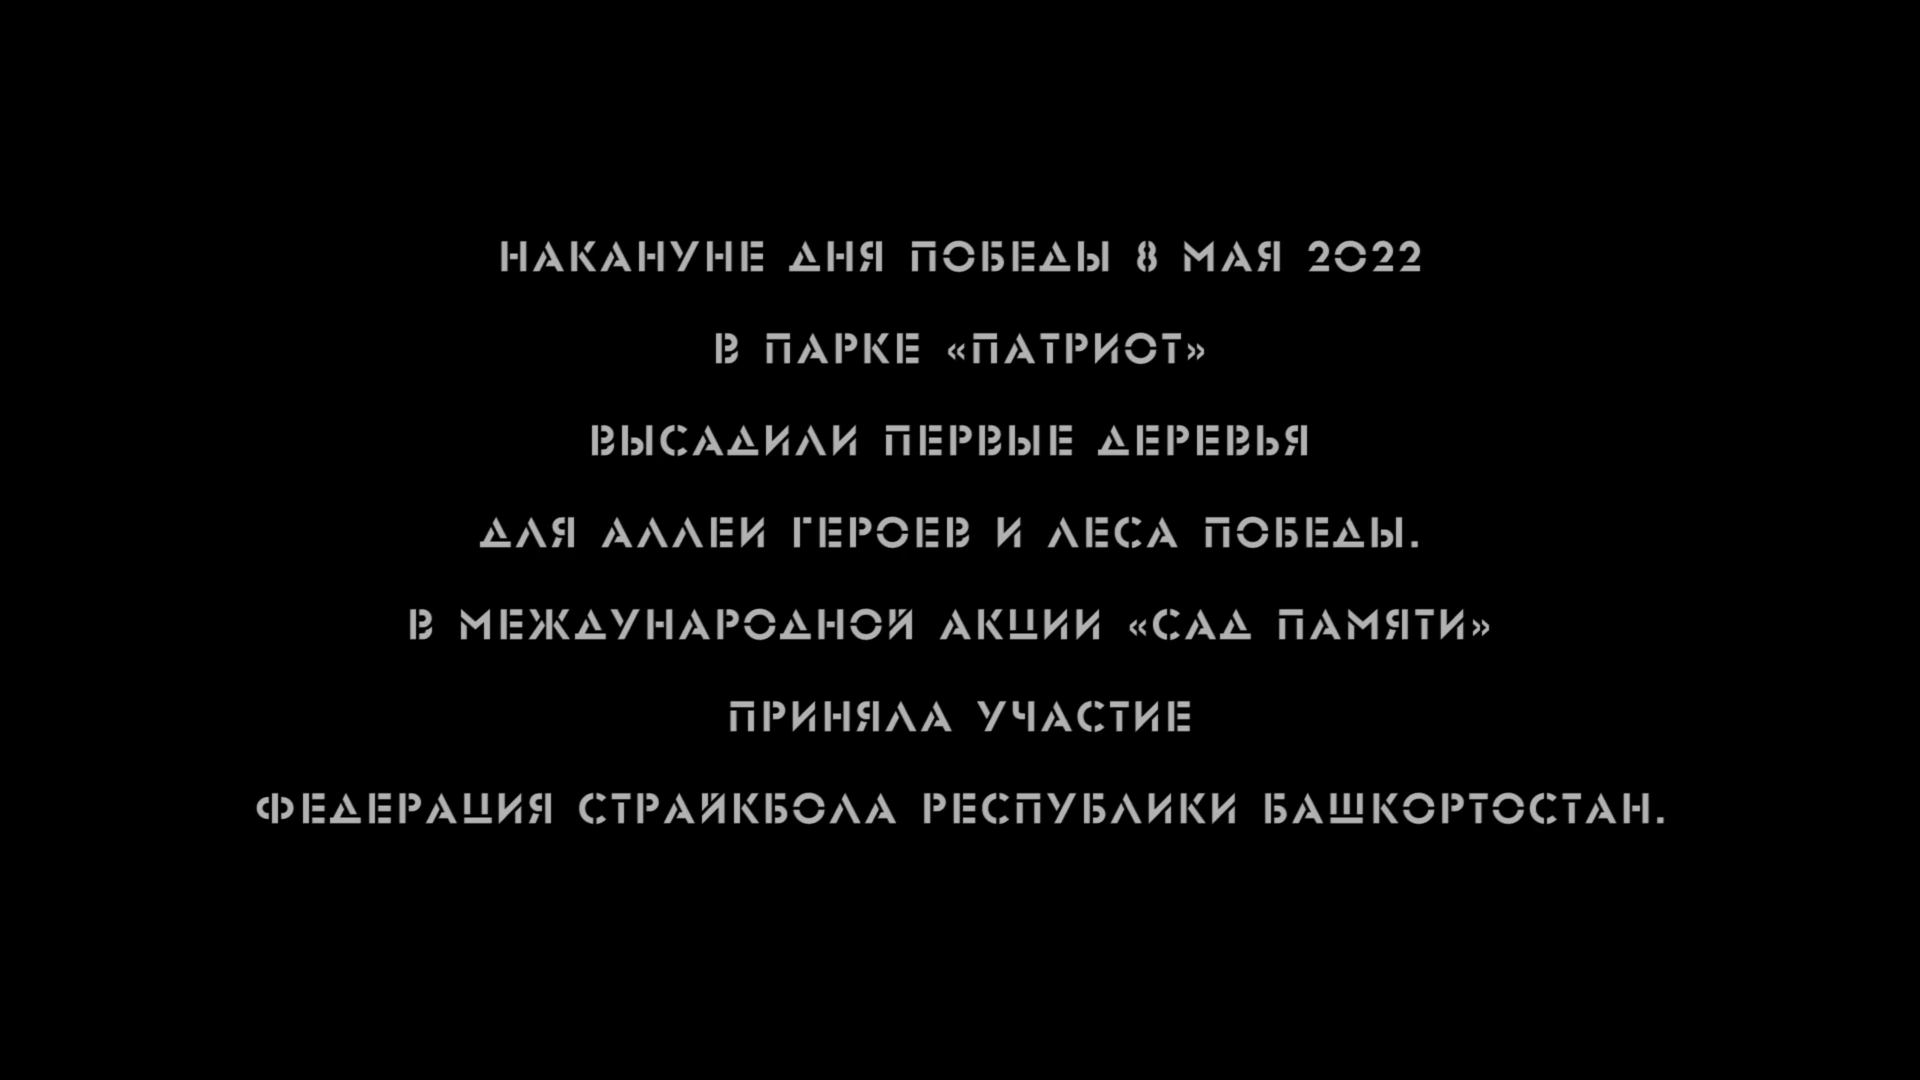 НАКАНУНЕ ДНЯ ПОБЕДЫ 8 МАЯ 2022
В ПАРКЕ «ПАТРИОТ»
ВЫСАДИЛИ ПЕРВЫЕ ДЕРЕВЬЯ
ДЛЯ АЛЛЕИ ГЕРОЕВ И ЛЕСА ПОБЕДЫ.
В МЕЖДУНАРОДНОЙ АКЦИИ «САД ПАМЯТИ»
ПРИНЯЛА УЧАСТИЕ
ФЕДЕРАЦИЯ СТРАЙКБОЛА РЕСПУБЛИКИ БАШКОРТОСТАН.